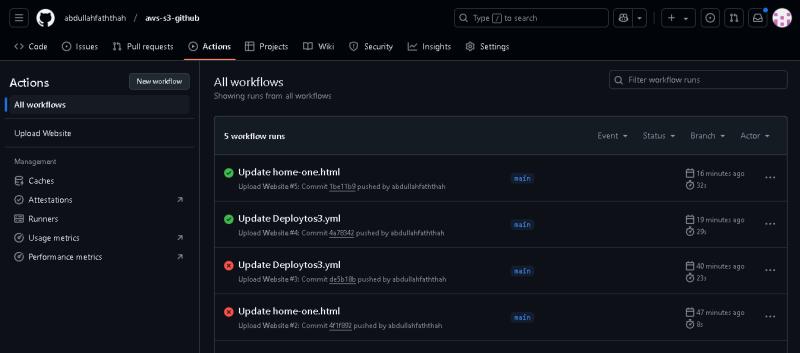 abdullahfaththah / aws-s3-github
Type / to search
Code
Issues
Pull requests
Actions
Projects
Wiki
Security
Insights
Settings
Actions
New workflow
All workflows
Upload Website
Management
Caches
Attestations
Runners
Usage metrics
Performance metrics
All workflows
Showing runs from all workflows
Filter workflow runs
5 workflow runs
Event
Status
Branch
Actor
Update home-one.html
Upload Website #5: Commit 1be11b9 pushed by abdullahfaththah
main
16 minutes ago
32s
Update Deploytos3.yml
Upload Website #4: Commit 4a78342 pushed by abdullahfaththah
main
19 minutes ago
29s
Update Deploytos3.yml
Upload Website #3: Commit de5b18b pushed by abdullahfaththah
main
40 minutes ago
23s
Update home-one.html
Upload Website #2: Commit 4f1f892 pushed by abdullahfaththah
main
47 minutes ago
8s